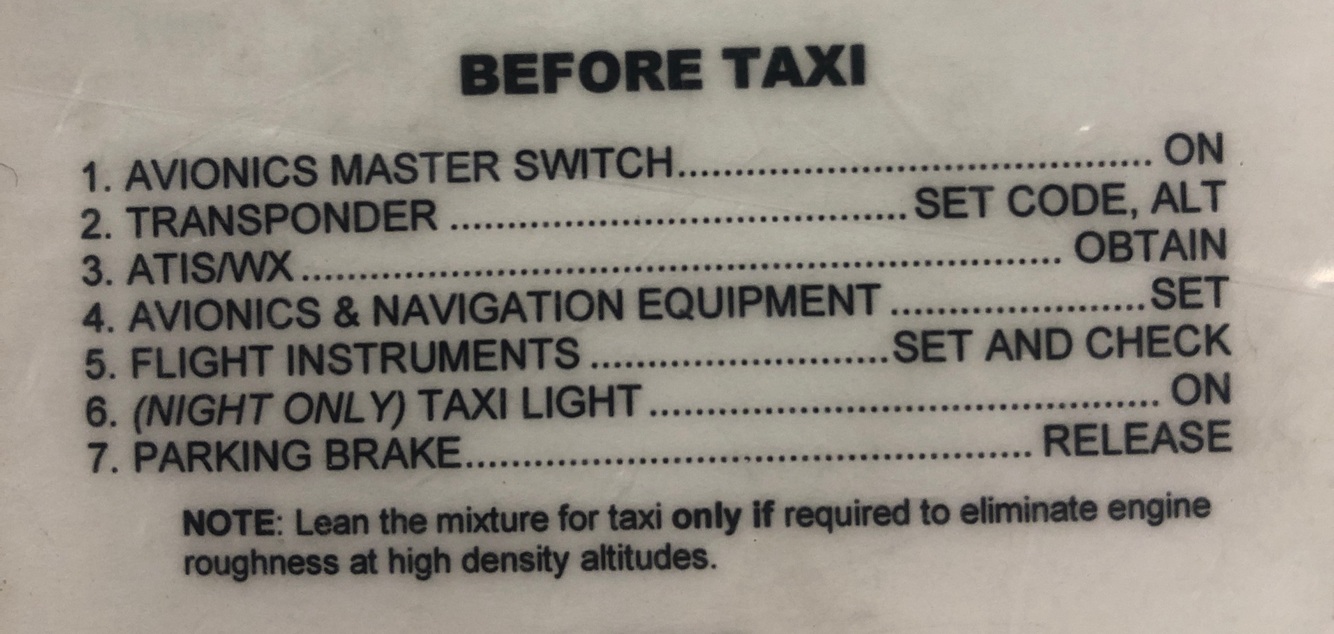 BEFORE TAXI
1. AVIONICS MASTER SWITCH.......................................... ON
2. TRANSPONDER ........................................SET CODE, ALT
3. ATIS/WX................................................................... OBTAIN
4. AVIONICS & NAVIGATION EQUIPMENT ......................SET
5. FLIGHT INSTRUMENTS ..........................SET AND CHECK
6. (NIGHT ONLY) TAXI LIGHT............................................. ON
7. PARKING BRAKE.................................................. RELEASE
NOTE: Lean the mixture for taxi only if required to eliminate engine
roughness at high density altitudes.